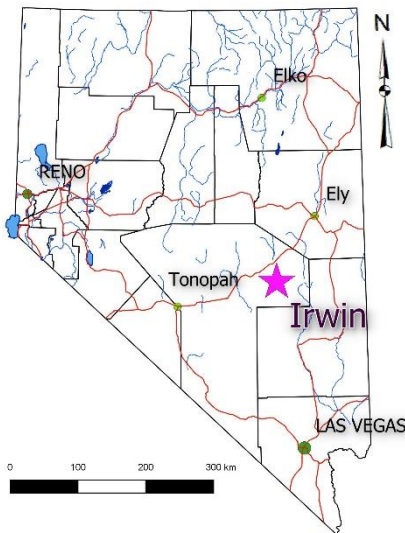 N
Elko
RENO
Ely
Tonopah
Irwin
LAS VEGAS
0 100 200 300 km